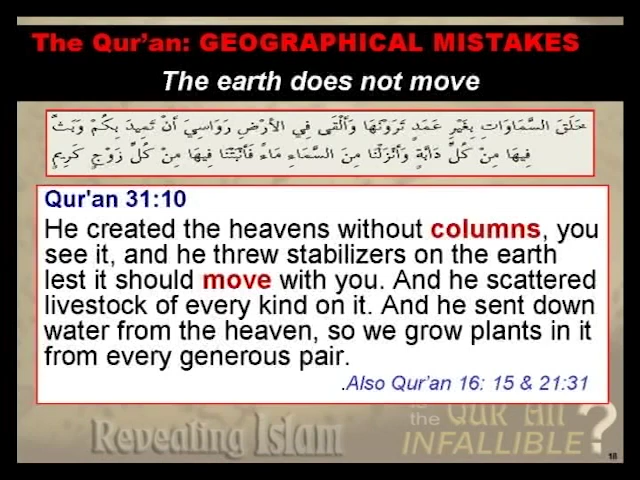 The Qur'an: GEOGRAPHICAL MISTAKES
The earth does not move
خَلَقَ السَّمَاوَاتِ بِغَيْرِ عَمَدٍ تَرَوْنَهَا وَأَلْقَى فِي الأَرْضِ رَوَاسِيَ أَنْ تَمِيدَ بِكُمْ وَبَثَّ
فِيهَا مِنْ كُلِّ دَابَّةٍ وَأَنْزَلْنَا مِنَ السَّمَاءِ مَاءً فَأَنْبَتْنَا فِيهَا مِنْ كُلِّ زَوْجٍ كَرِيمٍ
Qur'an 31:10
He created the heavens without columns, you
see it, and he threw stabilizers on the earth
lest it should move with you. And he scattered
livestock of every kind on it. And he sent down
water from the heaven, so we grow plants in it
from every generous pair.
.Also Qur'an 16: 15 & 21:31
Revealing Islam
is
the QUR'AN
INFALLIBLE?
18